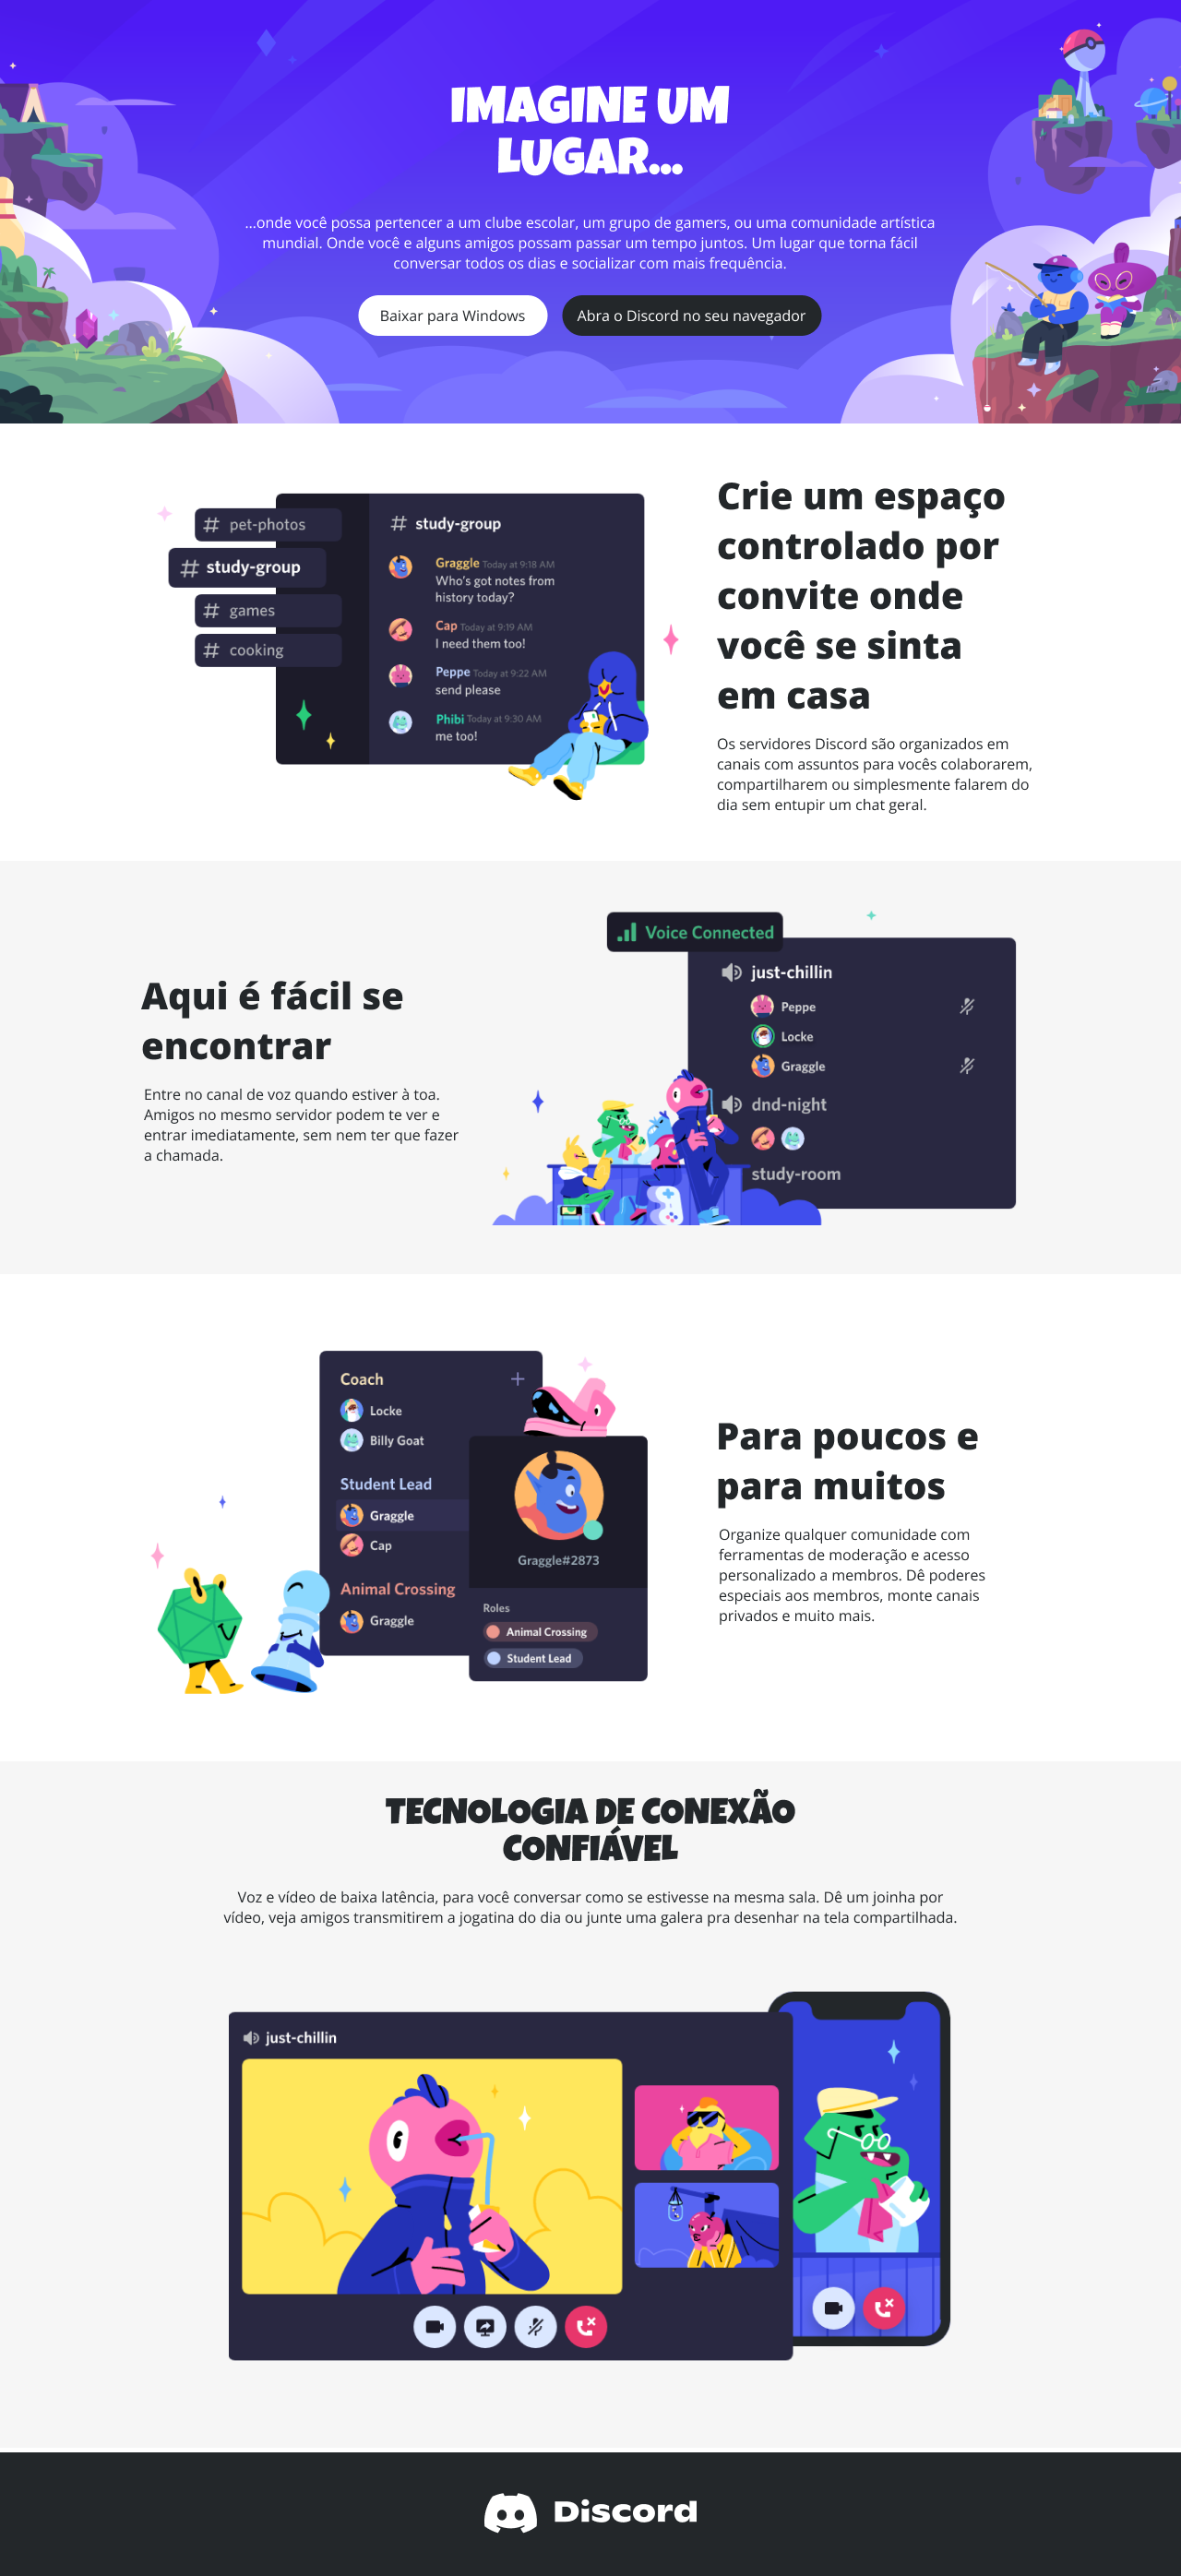 IMAGINE UM
LUGAR...
...onde você possa pertencer a um clube escolar, um grupo de gamers, ou uma comunidade artística
mundial. Onde você e alguns amigos possam passar um tempo juntos. Um lugar que torna fácil
conversar todos os dias e socializar com mais frequência.
Baixar para Windows
Abra o Discord no seu navegador
# pet-photos
# study-group
# games
# cooking
# study-group
Graggle Today at 9:18 AM
Who's got notes from
history today?
Cap Today at 9:19 AM
I need them too!
Peppe Today at 9:22 AM
send please
Phibi Today at 9:30 AM
me too!
Crie um espaço
controlado por
convite onde
você se sinta
em casa
Os servidores Discord são organizados em
canais com assuntos para vocês colaborarem,
compartilharem ou simplesmente falarem do
dia sem entupir um chat geral.
Aqui é fácil se
encontrar
Entre no canal de voz quando estiver à toa.
Amigos no mesmo servidor podem te ver e
entrar imediatamente, sem nem ter que fazer
a chamada.
Voice Connected
just-chillin
Peppe
Locke
Graggle
dnd-night
study-room
Coach +
Locke
Billy Goat
Student Lead
Graggle
Cap
Animal Crossing
Graggle
Graggle#2873
Roles
Animal Crossing
Student Lead
Para poucos e
para muitos
Organize qualquer comunidade com
ferramentas de moderação e acesso
personalizado a membros. Dê poderes
especiais aos membros, monte canais
privados e muito mais.
TECNOLOGIA DE CONEXÃO
CONFIÁVEL
Voz e vídeo de baixa latência, para você conversar como se estivesse na mesma sala. Dê um joinha por
vídeo, veja amigos transmitirem a jogatina do dia ou junte uma galera pra desenhar na tela compartilhada.
just-chillin
Discord